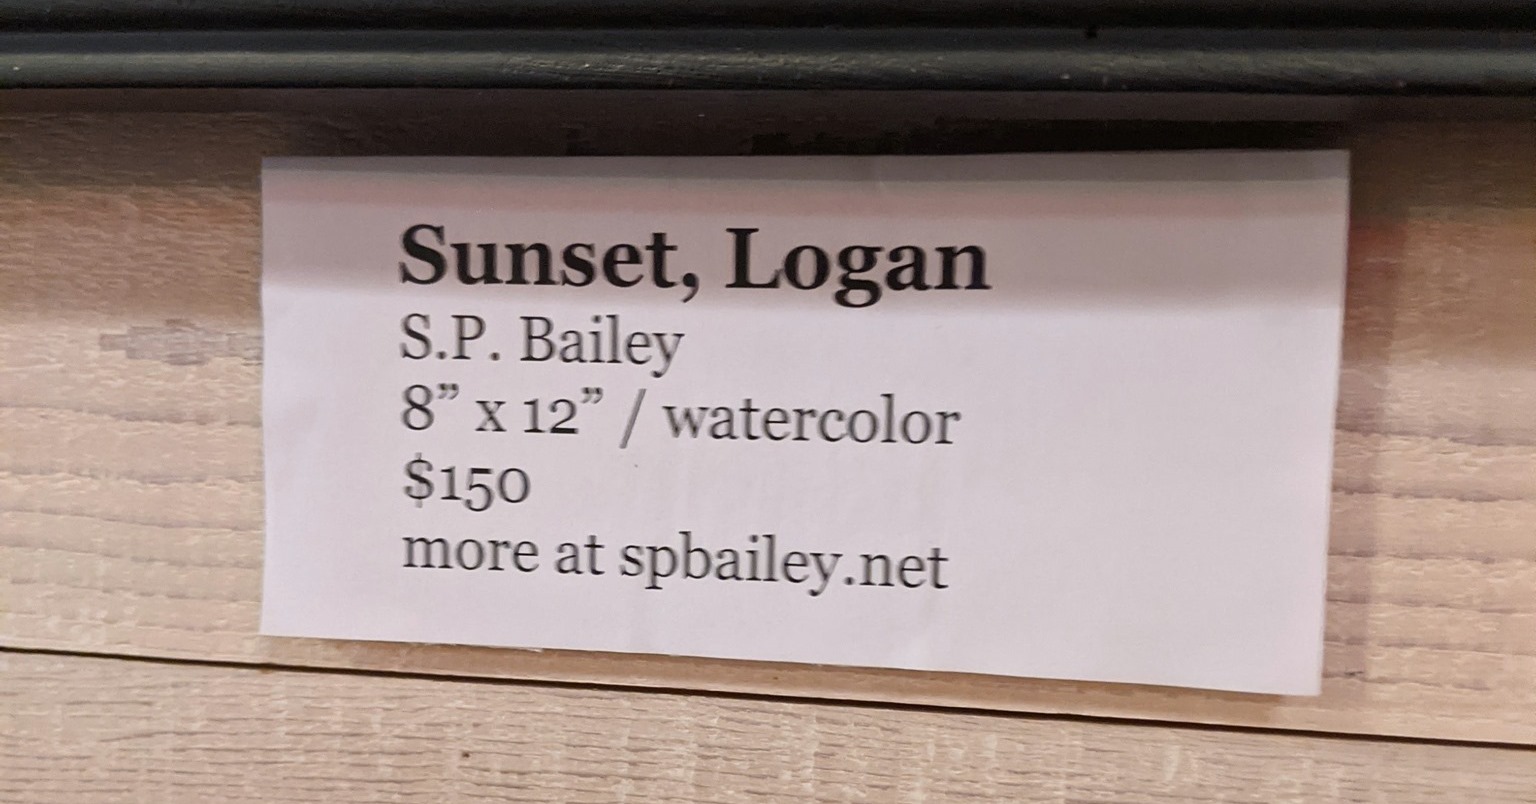 Sunset, Logan
S.P. Bailey
8” x 12” / watercolor
$150
more at spbailey.net